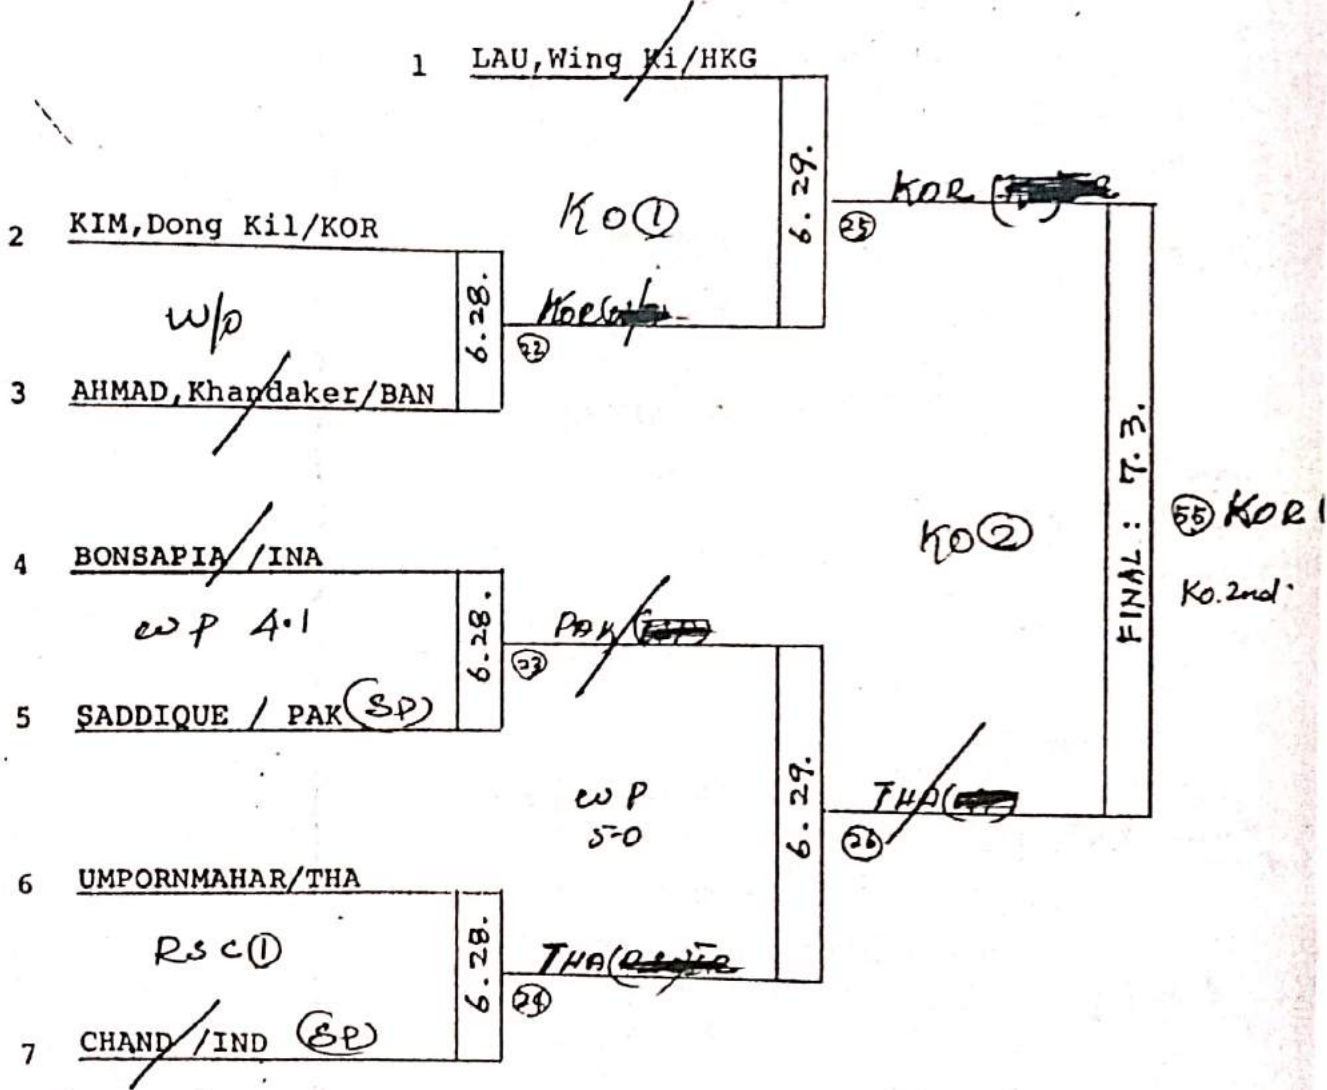 1 LAU,Wing Ki/HKG
6.29.
KOR
KO①
2 KIM,Dong Kil/KOR
㉕
6.28.
KOR
W/O
㉒
3 AHMAD,Khandaker/BAN
FINAL: 7.3.
㊺ KOR
KO②
4 BONSAPIA/INA
Ko. 2nd.
6.28.
WP 4.1
PAK
㉓
5 SADDIQUE / PAK (SP)
6.29.
THA
WP
5-0
㉖
6 UMPORNMAHAR/THA
6.28.
RSC①
THA
㉔
7 CHAND /IND (SP)